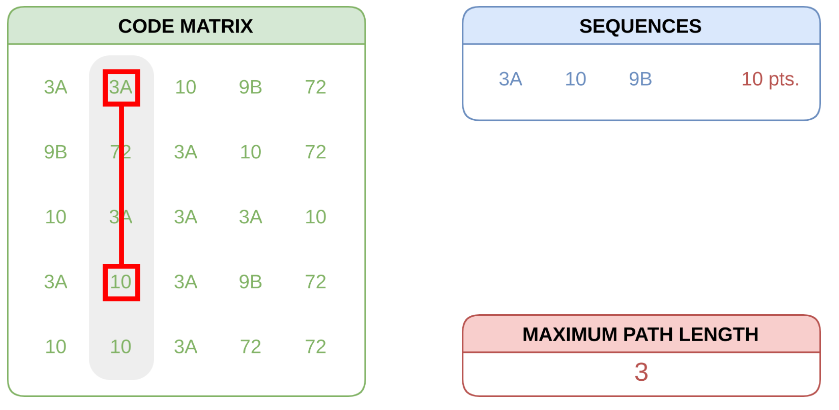 CODE MATRIX
3A 3A 10 9B 72
9B 72 3A 10 72
10 3A 3A 3A 10
3A 10 3A 9B 72
10 10 3A 72 72
SEQUENCES
3A 10 9B 10 pts.
MAXIMUM PATH LENGTH
3